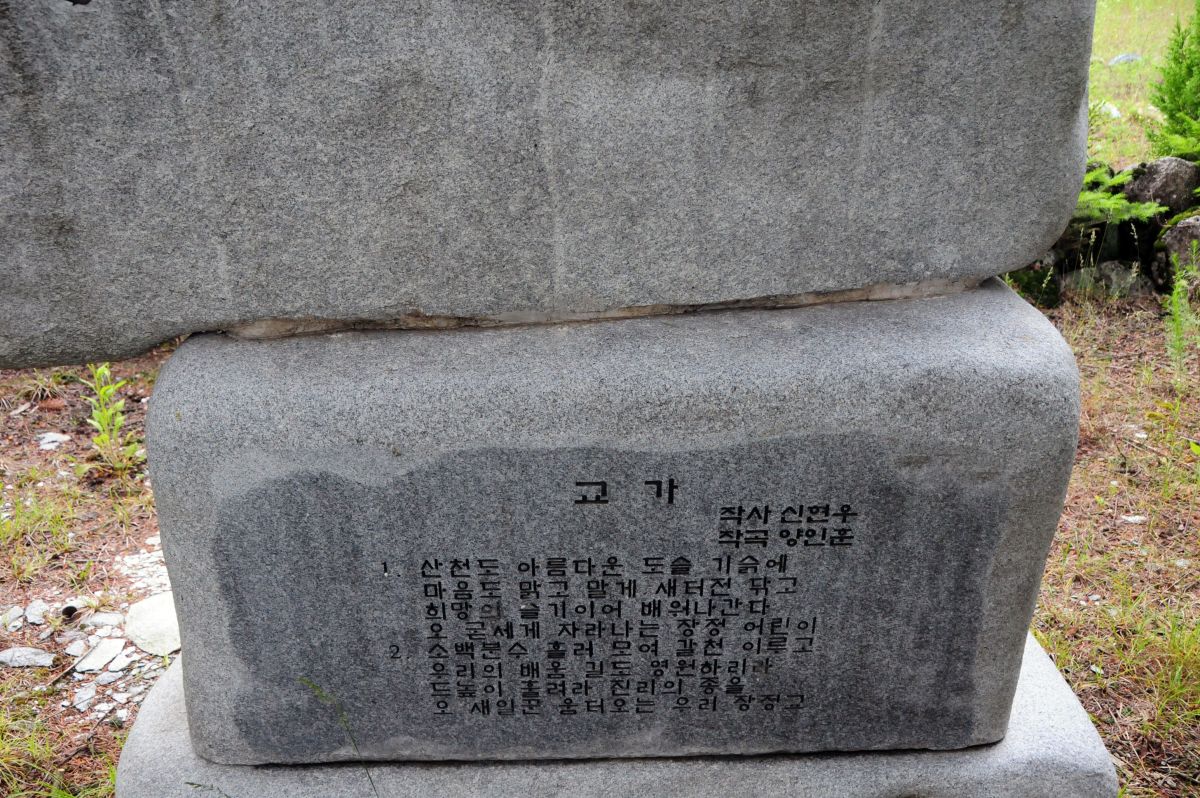 교 가
작사 신현우
작곡 양인훈
1. 산천도 아름다운 도솔 기슭에
마음도 맑고 맑게 새터전 닦고
희망의 슬기이어 배워나간다
오 굳세게 자라나는 장정 어린이
2. 소백분수 흘러 모여 갈천 이루고
우리의 배움 길도 영원하리라
드높이 흘려라 진리의 종을
오 새일꾼 움터오는 우리 장정교